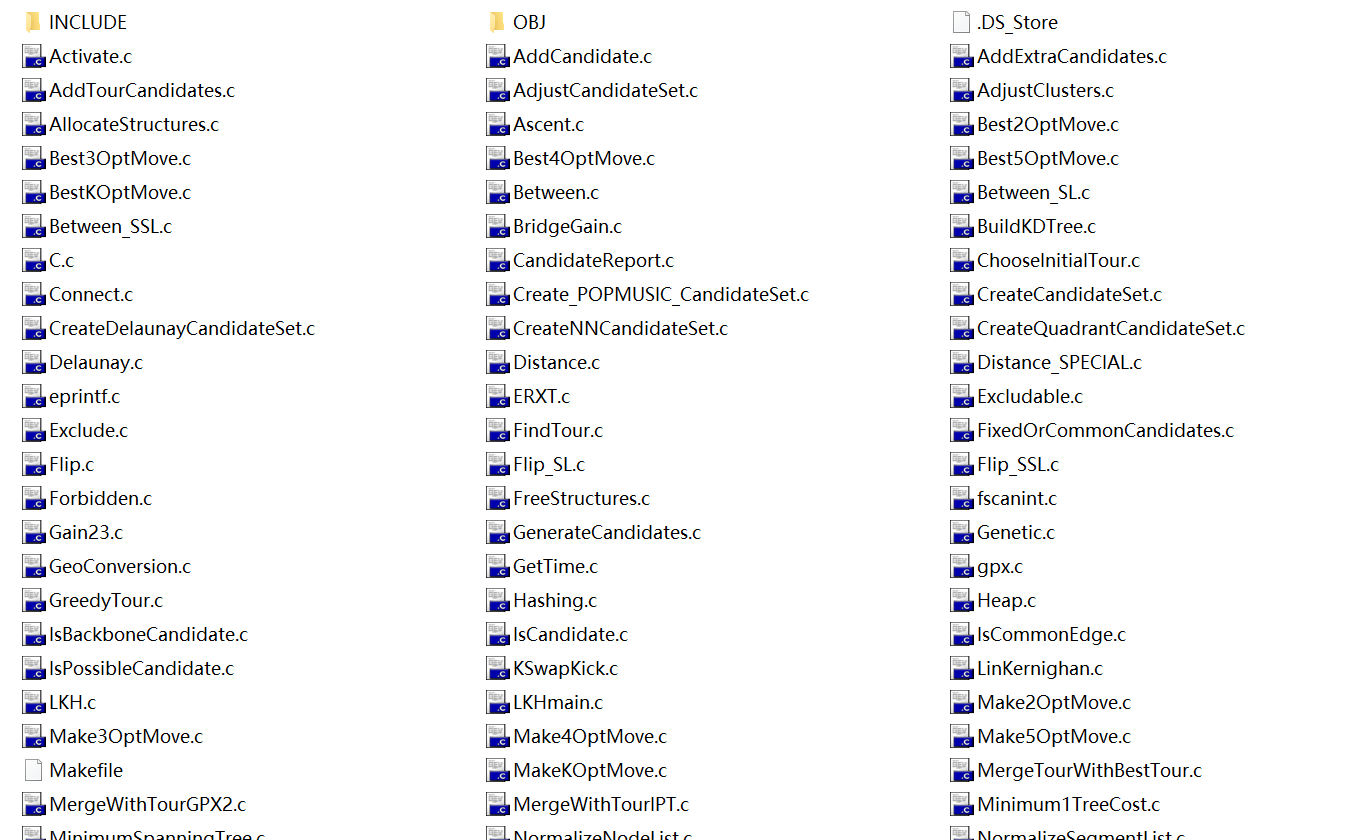 INCLUDE OBJ .DS_Store
Activate.c AddCandidate.c AddExtraCandidates.c
AddTourCandidates.c AdjustCandidateSet.c AdjustClusters.c
AllocateStructures.c Ascent.c Best2OptMove.c
Best3OptMove.c Best4OptMove.c Best5OptMove.c
BestKOptMove.c Between.c Between_SL.c
Between_SSL.c BridgeGain.c BuildKDTree.c
C.c CandidateReport.c ChooseInitialTour.c
Connect.c Create_POPMUSIC_CandidateSet.c CreateCandidateSet.c
CreateDelaunayCandidateSet.c CreateNNCandidateSet.c CreateQuadrantCandidateSet.c
Delaunay.c Distance.c Distance_SPECIAL.c
eprintf.c ERXT.c Excludable.c
Exclude.c FindTour.c FixedOrCommonCandidates.c
Flip.c Flip_SL.c Flip_SSL.c
Forbidden.c FreeStructures.c fscanint.c
Gain23.c GenerateCandidates.c Genetic.c
GeoConversion.c GetTime.c gpx.c
GreedyTour.c Hashing.c Heap.c
IsBackboneCandidate.c IsCandidate.c IsCommonEdge.c
IsPossibleCandidate.c KSwapKick.c LinKernighan.c
LKH.c LKHmain.c Make2OptMove.c
Make3OptMove.c Make4OptMove.c Make5OptMove.c
Makefile MakeKOptMove.c MergeTourWithBestTour.c
MergeWithTourGPX2.c MergeWithTourIPT.c Minimum1TreeCost.c
MinimumSpanningTree.c NormalizeNodeList.c NormalizeSegmentList.c